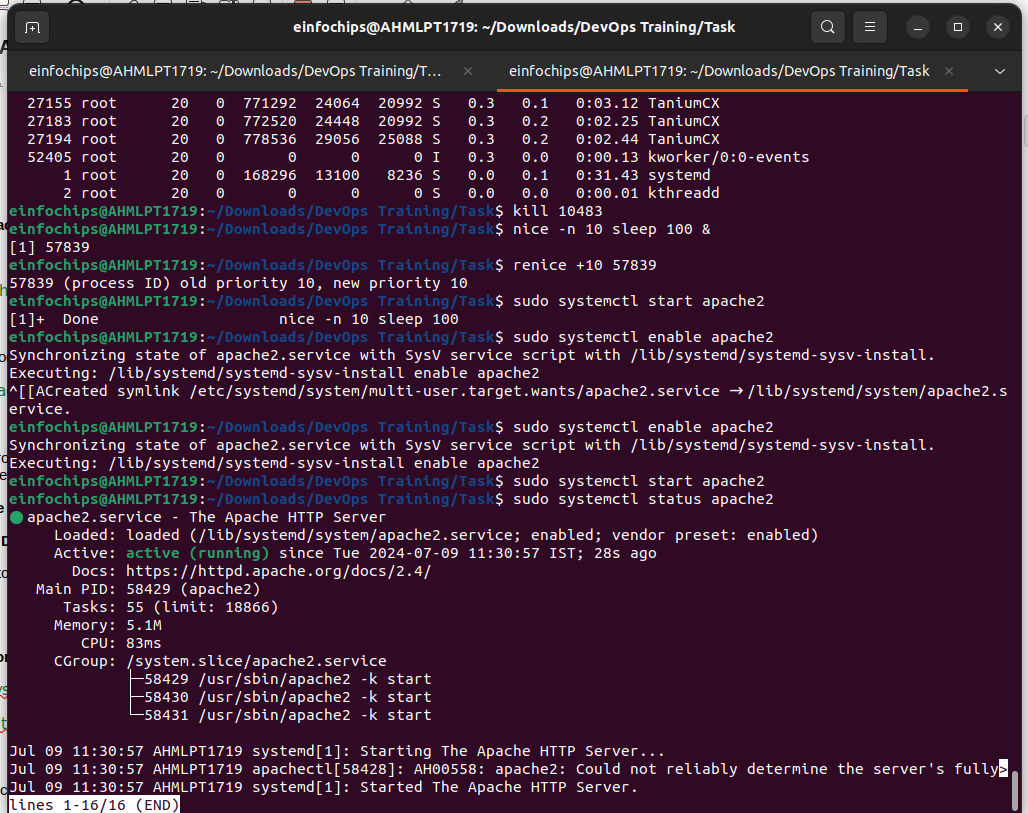 einfochips@AHMLPT1719: ~/Downloads/DevOps Training/Task
einfochips@AHMLPT1719: ~/Downloads/DevOps Training/T...
einfochips@AHMLPT1719: ~/Downloads/DevOps Training/Task
27155 root 20 0 771292 24064 20992 S 0.3 0.1 0:03.12 TaniumCX
27183 root 20 0 772520 24448 20992 S 0.3 0.2 0:02.25 TaniumCX
27194 root 20 0 778536 29056 25088 S 0.3 0.2 0:02.44 TaniumCX
52405 root 20 0 0 0 0 I 0.3 0.0 0:00.13 kworker/0:0-events
1 root 20 0 168296 13100 8236 S 0.0 0.1 0:31.43 systemd
2 root 20 0 0 0 0 S 0.0 0.0 0:00.01 kthreadd
einfochips@AHMLPT1719:~/Downloads/DevOps Training/Task$ kill 10483
einfochips@AHMLPT1719:~/Downloads/DevOps Training/Task$ nice -n 10 sleep 100 &
[1] 57839
einfochips@AHMLPT1719:~/Downloads/DevOps Training/Task$ renice +10 57839
57839 (process ID) old priority 10, new priority 10
einfochips@AHMLPT1719:~/Downloads/DevOps Training/Task$ sudo systemctl start apache2
[1]+  Done                    nice -n 10 sleep 100
einfochips@AHMLPT1719:~/Downloads/DevOps Training/Task$ sudo systemctl enable apache2
Synchronizing state of apache2.service with SysV service script with /lib/systemd/systemd-sysv-install.
Executing: /lib/systemd/systemd-sysv-install enable apache2
^[[ACreated symlink /etc/systemd/system/multi-user.target.wants/apache2.service → /lib/systemd/system/apache2.s
ervice.
einfochips@AHMLPT1719:~/Downloads/DevOps Training/Task$ sudo systemctl enable apache2
Synchronizing state of apache2.service with SysV service script with /lib/systemd/systemd-sysv-install.
Executing: /lib/systemd/systemd-sysv-install enable apache2
einfochips@AHMLPT1719:~/Downloads/DevOps Training/Task$ sudo systemctl start apache2
einfochips@AHMLPT1719:~/Downloads/DevOps Training/Task$ sudo systemctl status apache2
● apache2.service - The Apache HTTP Server
Loaded: loaded (/lib/systemd/system/apache2.service; enabled; vendor preset: enabled)
Active: active (running) since Tue 2024-07-09 11:30:57 IST; 28s ago
Docs: https://httpd.apache.org/docs/2.4/
Main PID: 58429 (apache2)
Tasks: 55 (limit: 18866)
Memory: 5.1M
CPU: 83ms
CGroup: /system.slice/apache2.service
├─58429 /usr/sbin/apache2 -k start
├─58430 /usr/sbin/apache2 -k start
└─58431 /usr/sbin/apache2 -k start
Jul 09 11:30:57 AHMLPT1719 systemd[1]: Starting The Apache HTTP Server...
Jul 09 11:30:57 AHMLPT1719 apachectl[58428]: AH00558: apache2: Could not reliably determine the server's fully>
Jul 09 11:30:57 AHMLPT1719 systemd[1]: Started The Apache HTTP Server.
lines 1-16/16 (END)